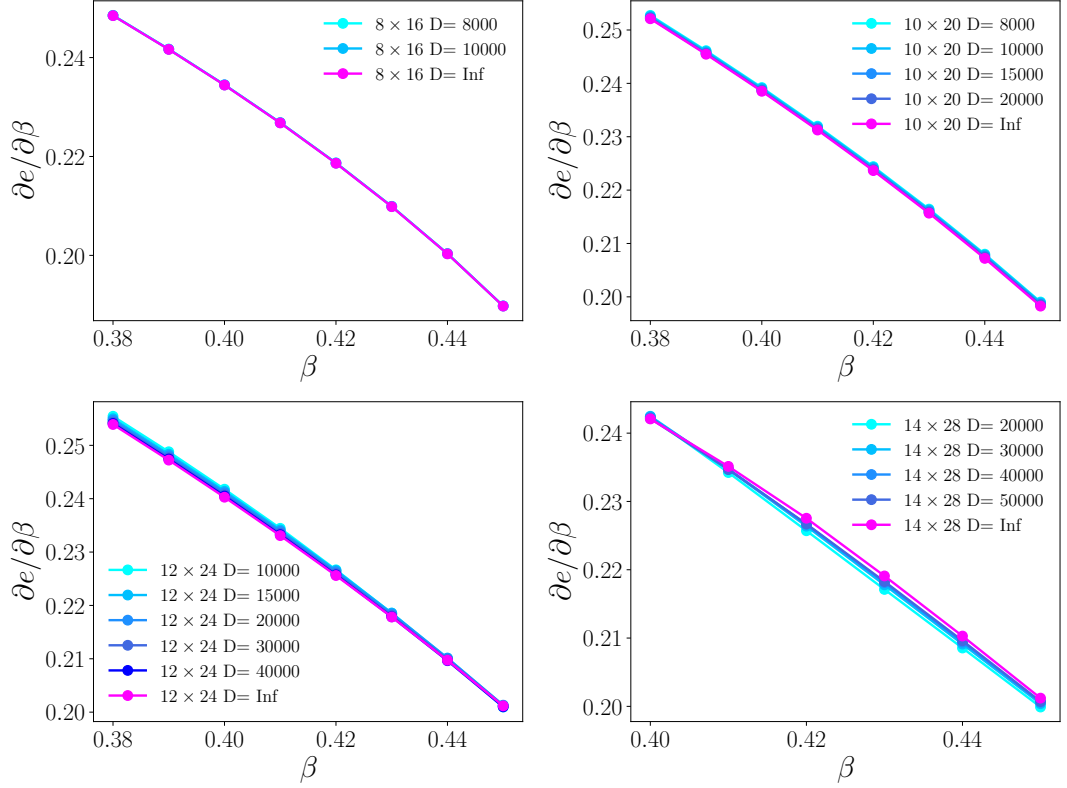 8 × 16 D= 8000
8 × 16 D= 10000
8 × 16 D= Inf
0.24
0.22
0.20
∂e/∂β
0.38
0.40
0.42
0.44
β
10 × 20 D= 8000
10 × 20 D= 10000
10 × 20 D= 15000
10 × 20 D= 20000
10 × 20 D= Inf
0.25
0.24
0.23
0.22
0.21
0.20
∂e/∂β
0.38
0.40
0.42
0.44
β
12 × 24 D= 10000
12 × 24 D= 15000
12 × 24 D= 20000
12 × 24 D= 30000
12 × 24 D= 40000
12 × 24 D= Inf
0.25
0.24
0.23
0.22
0.21
0.20
∂e/∂β
0.38
0.40
0.42
0.44
β
14 × 28 D= 20000
14 × 28 D= 30000
14 × 28 D= 40000
14 × 28 D= 50000
14 × 28 D= Inf
0.24
0.23
0.22
0.21
0.20
∂e/∂β
0.40
0.42
0.44
β